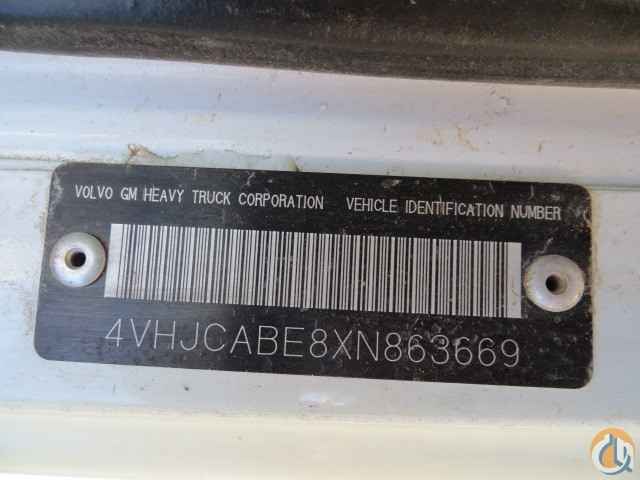 VOLVO GM HEAVY TRUCK CORPORATION VEHICLE IDENTIFICATION NUMBER
4VHJCABE8XN863669